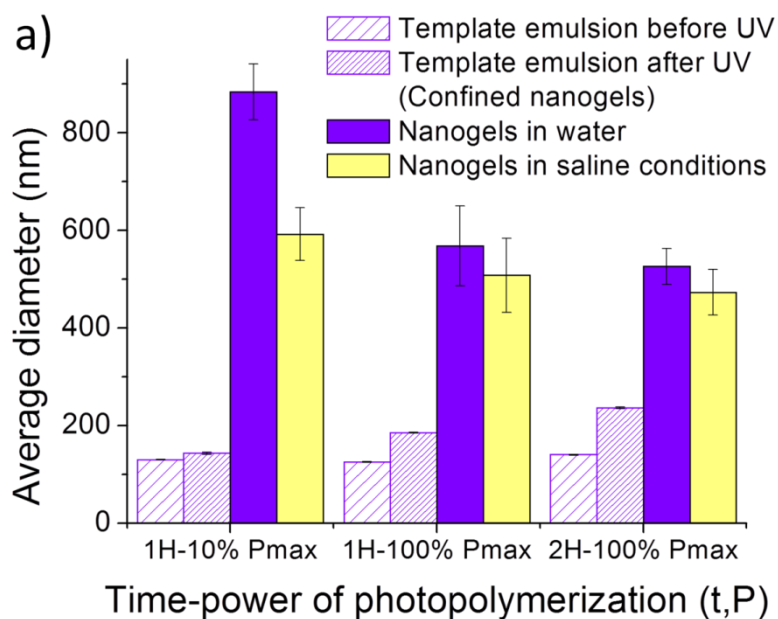 a)
Template emulsion before UV
Template emulsion after UV
(Confined nanogels)
Nanogels in water
Nanogels in saline conditions
Average diameter (nm)
800
600
400
200
0
1H-10% Pmax 1H-100% Pmax 2H-100% Pmax
Time-power of photopolymerization (t,P)